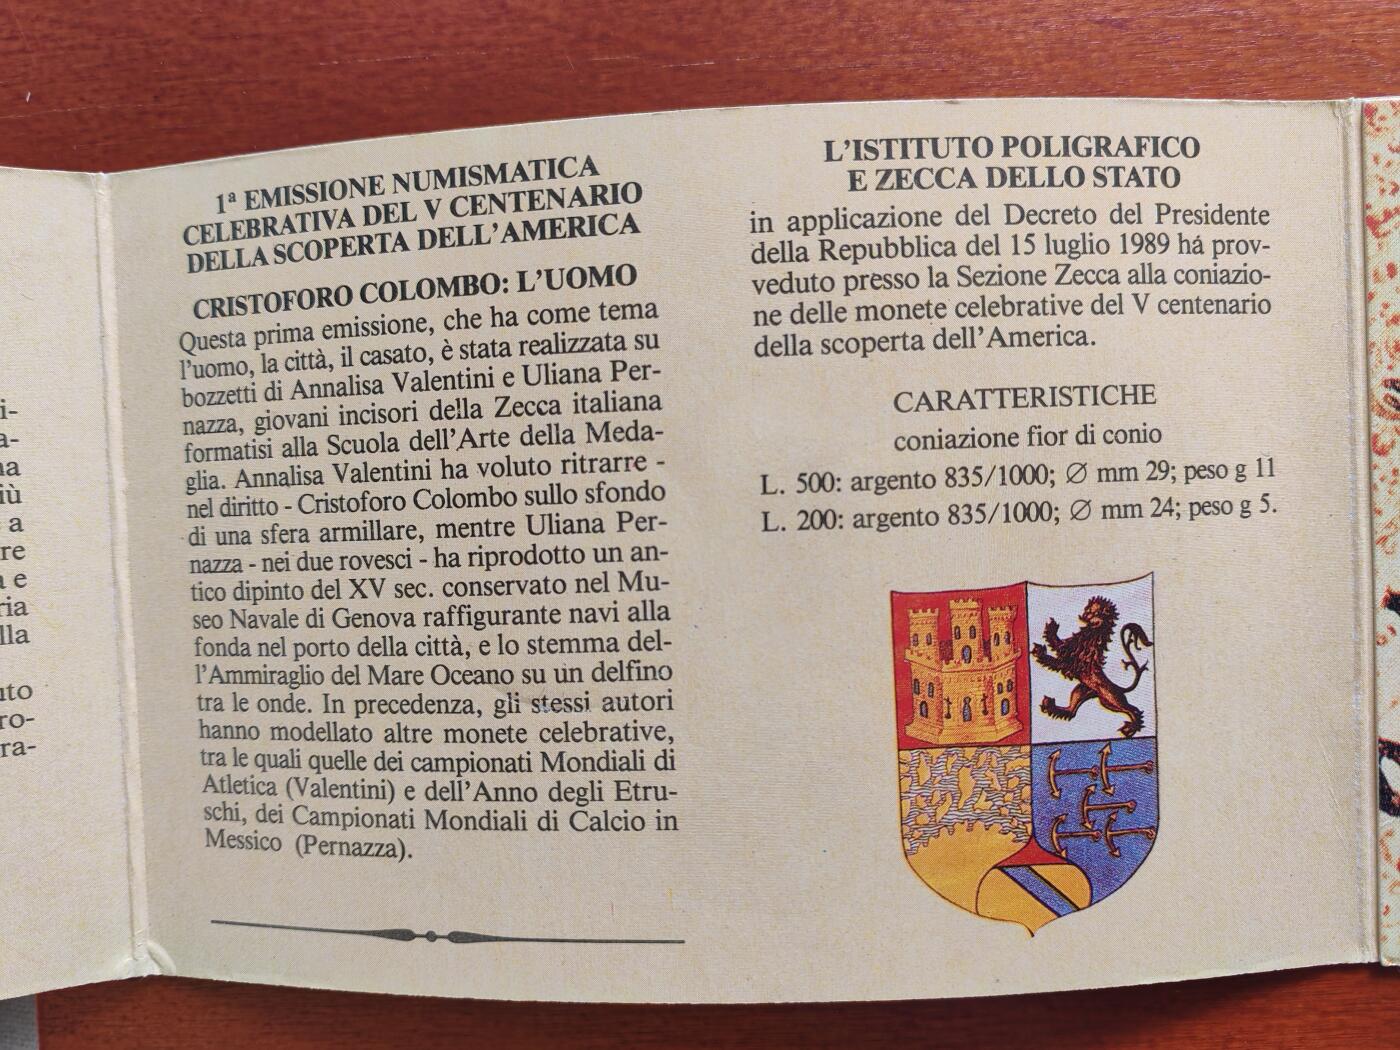 i-
a-
na
iù
a
re
a e
ria
lla
uto
ro-
ra-
1ª EMISSIONE NUMISMATICA
CELEBRATIVA DEL V CENTENARIO
DELLA SCOPERTA DELL'AMERICA
CRISTOFORO COLOMBO: L'UOMO
Questa prima emissione, che ha come tema
l'uomo, la città, il casato, è stata realizzata su
bozzetti di Annalisa Valentini e Uliana Per-
nazza, giovani incisori della Zecca italiana
formatisi alla Scuola dell'Arte della Meda-
glia. Annalisa Valentini ha voluto ritrarre -
nel diritto - Cristoforo Colombo sullo sfondo
di una sfera armillare, mentre Uliana Per-
nazza - nei due rovesci - ha riprodotto un an-
tico dipinto del XV sec. conservato nel Mu-
seo Navale di Genova raffigurante navi alla
fonda nel porto della città, e lo stemma del-
l'Ammiraglio del Mare Oceano su un delfino
tra le onde. In precedenza, gli stessi autori
hanno modellato altre monete celebrative,
tra le quali quelle dei campionati Mondiali di
Atletica (Valentini) e dell'Anno degli Etru-
schi, dei Campionati Mondiali di Calcio in
Messico (Pernazza).
L'ISTITUTO POLIGRAFICO
E ZECCA DELLO STATO
in applicazione del Decreto del Presidente
della Repubblica del 15 luglio 1989 há prov-
veduto presso la Sezione Zecca alla coniazio-
ne delle monete celebrative del V centenario
della scoperta dell'America.
CARATTERISTICHE
coniazione fior di conio
L. 500: argento 835/1000; ∅ mm 29; peso g 11
L. 200: argento 835/1000; ∅ mm 24; peso g 5.